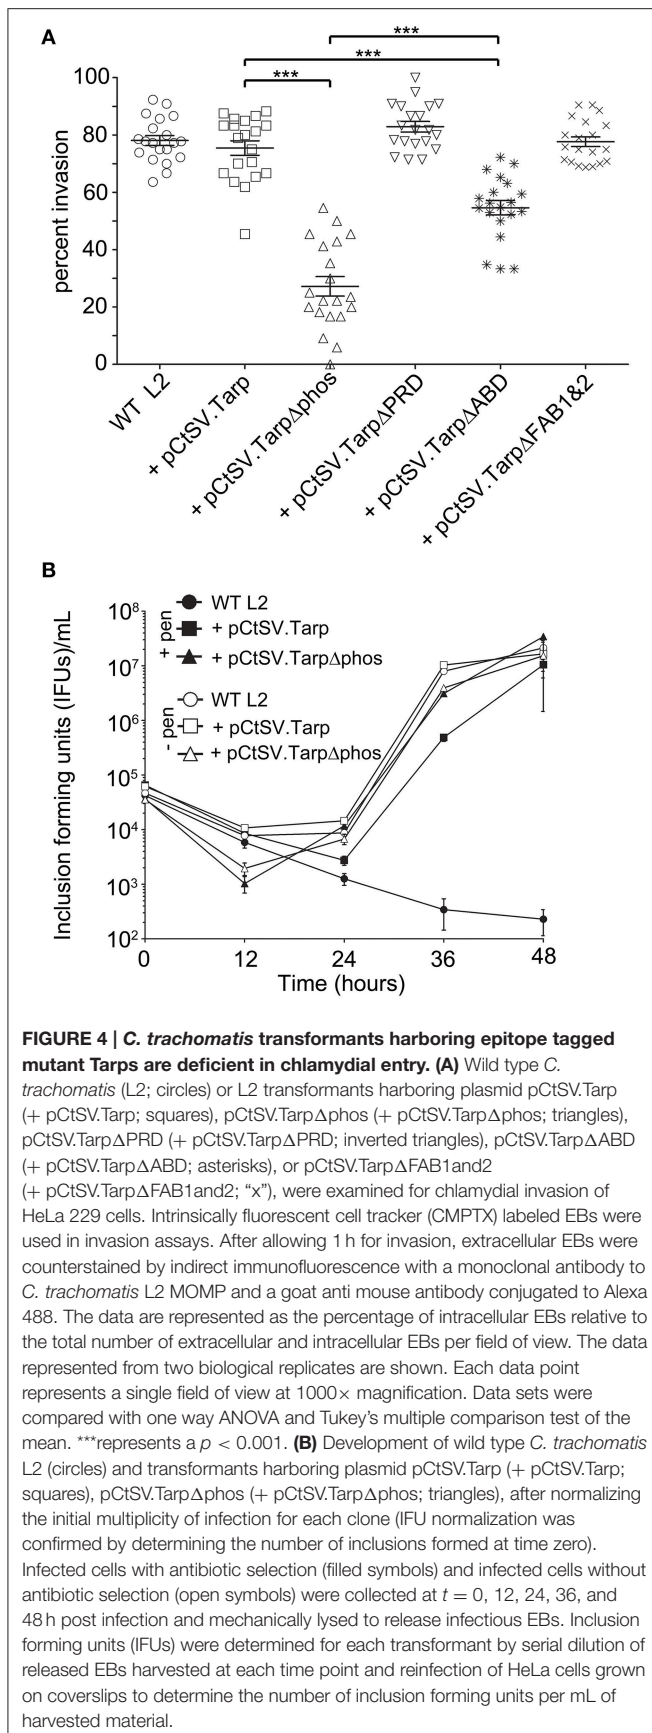 A
***
***
***
percent invasion
100
80
60
40
20
0
WT L2
+ pCtSV.Tarp
+ pCtSV.TarpΔphos
+ pCtSV.TarpΔPRD
+ pCtSV.TarpΔABD
+ pCtSV.TarpΔFAB1&2
B
Inclusion forming units (IFUs)/mL
10^8
10^7
10^6
10^5
10^4
10^3
10^2
+ pen
WT L2
+ pCtSV.Tarp
+ pCtSV.TarpΔphos
- pen
WT L2
+ pCtSV.Tarp
+ pCtSV.TarpΔphos
0 12 24 36 48
Time (hours)
FIGURE 4 | C. trachomatis transformants harboring epitope tagged
mutant Tarps are deficient in chlamydial entry. (A) Wild type C.
trachomatis (L2; circles) or L2 transformants harboring plasmid pCtSV.Tarp
(+ pCtSV.Tarp; squares), pCtSV.TarpΔphos (+ pCtSV.TarpΔphos; triangles),
pCtSV.TarpΔPRD (+ pCtSV.TarpΔPRD; inverted triangles), pCtSV.TarpΔABD
(+ pCtSV.TarpΔABD; asterisks), or pCtSV.TarpΔFAB1and2
(+ pCtSV.TarpΔFAB1and2; “x”), were examined for chlamydial invasion of
HeLa 229 cells. Intrinsically fluorescent cell tracker (CMPTX) labeled EBs were
used in invasion assays. After allowing 1 h for invasion, extracellular EBs were
counterstained by indirect immunofluorescence with a monoclonal antibody to
C. trachomatis L2 MOMP and a goat anti mouse antibody conjugated to Alexa
488. The data are represented as the percentage of intracellular EBs relative to
the total number of extracellular and intracellular EBs per field of view. The data
represented from two biological replicates are shown. Each data point
represents a single field of view at 1000× magnification. Data sets were
compared with one way ANOVA and Tukey's multiple comparison test of the
mean. ***represents a p < 0.001. (B) Development of wild type C. trachomatis
L2 (circles) and transformants harboring plasmid pCtSV.Tarp (+ pCtSV.Tarp;
squares), pCtSV.TarpΔphos (+ pCtSV.TarpΔphos; triangles), after normalizing
the initial multiplicity of infection for each clone (IFU normalization was
confirmed by determining the number of inclusions formed at time zero).
Infected cells with antibiotic selection (filled symbols) and infected cells without
antibiotic selection (open symbols) were collected at t = 0, 12, 24, 36, and
48 h post infection and mechanically lysed to release infectious EBs. Inclusion
forming units (IFUs) were determined for each transformant by serial dilution of
released EBs harvested at each time point and reinfection of HeLa cells grown
on coverslips to determine the number of inclusion forming units per mL of
harvested material.